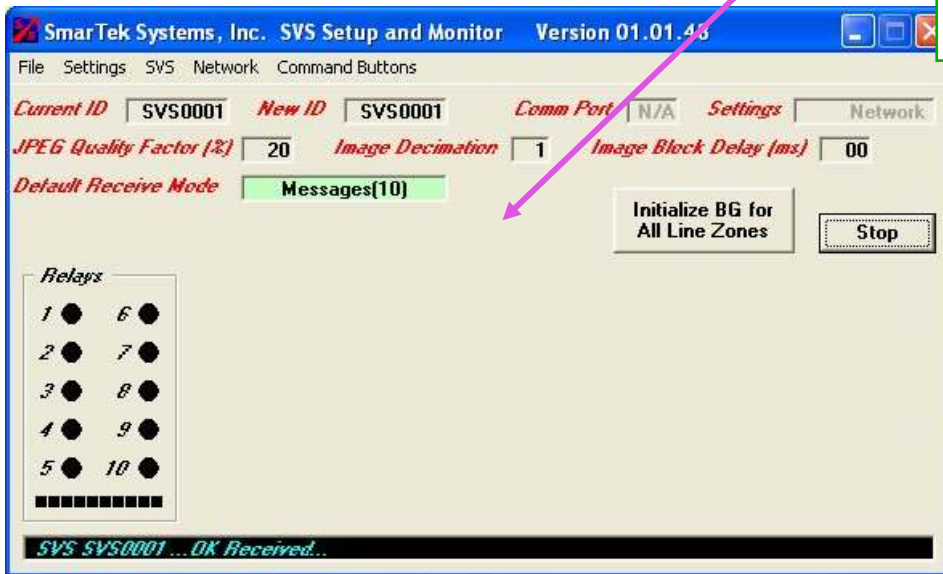 SmarTek Systems, Inc. SVS Setup and Monitor Version 01.01.48
File Settings SVS Network Command Buttons
Current ID SVS0001 New ID SVS0001 Comm Port N/A Settings Network
JPEG Quality Factor (%) 20 Image Decimation 1 Image Block Delay (ms) 00
Default Receive Mode Messages(10)
Initialize BG for
All Line Zones
Stop
Relays
1 6
2 7
3 8
4 9
5 10
SVS SVS0001 ...OK Received...